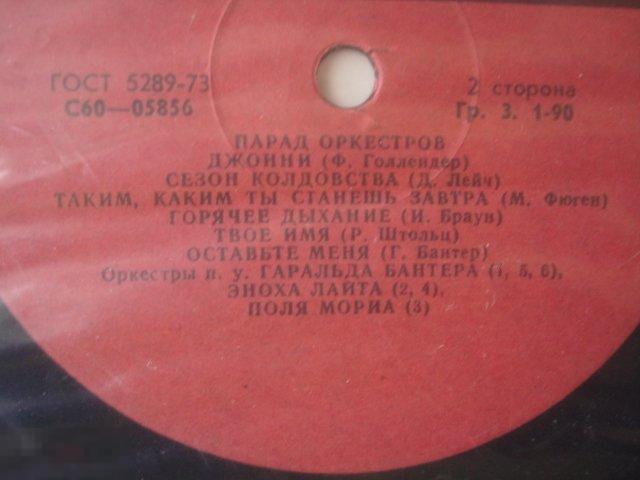 ГОСТ 5289-73
С60—05856
2 сторона
Гр. 3. 1-90
ПАРАД ОРКЕСТРОВ
ДЖОННИ (Ф. Голлендер)
СЕЗОН КОЛДОВСТВА (Д. Лейч)
ТАКИМ, КАКИМ ТЫ СТАНЕШЬ ЗАВТРА (М. Фюген)
ГОРЯЧЕЕ ДЫХАНИЕ (И. Браун)
ТВОЕ ИМЯ (Р. Штольц)
ОСТАВЬТЕ МЕНЯ (Г. Бантер)
Оркестры п. у. ГАРАЛЬДА БАНТЕРА (1, 5, 6),
ЭНОХА ЛАЙТА (2, 4),
ПОЛЯ МОРИА (3)